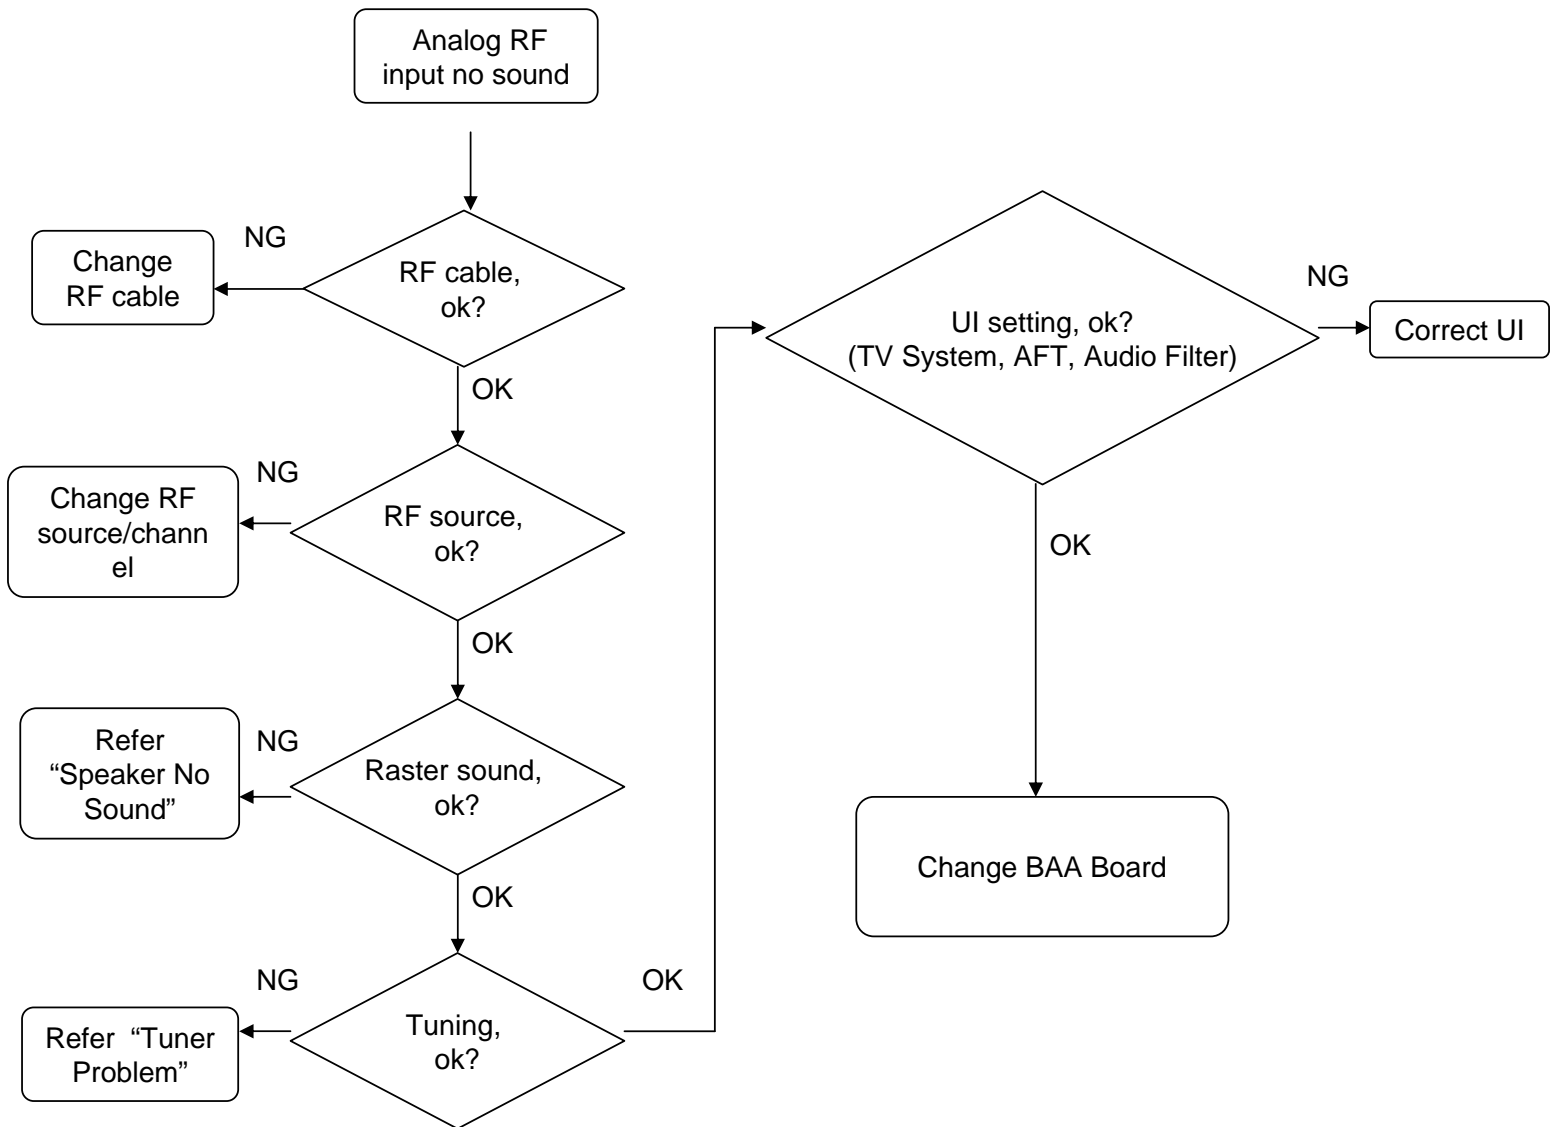 Analog RF
input no sound
NG
Change
RF cable
RF cable,
ok?
OK
NG
Change RF
source/chann
el
RF source,
ok?
OK
Refer
“Speaker No
Sound”
NG
Raster sound,
ok?
OK
NG
Refer “Tuner
Problem”
Tuning,
ok?
OK
UI setting, ok?
(TV System, AFT, Audio Filter)
NG
Correct UI
OK
Change BAA Board